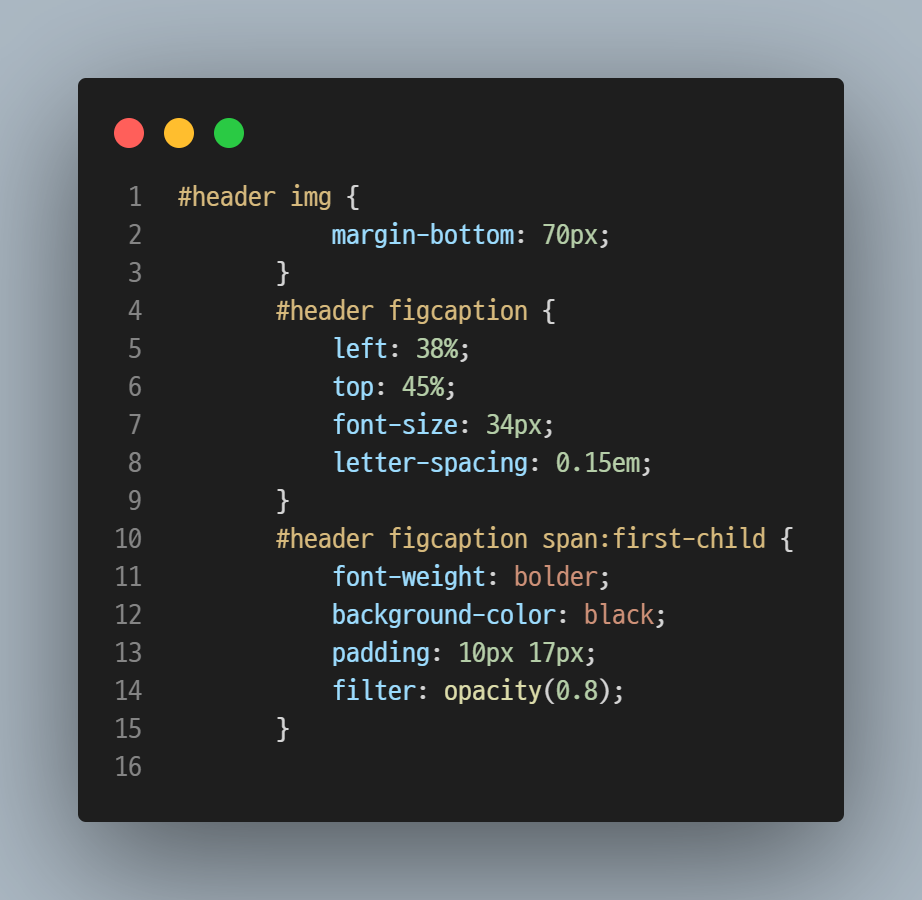 1 #header img {
2 margin-bottom: 70px;
3 }
4 #header figcaption {
5 left: 38%;
6 top: 45%;
7 font-size: 34px;
8 letter-spacing: 0.15em;
9 }
10 #header figcaption span:first-child {
11 font-weight: bolder;
12 background-color: black;
13 padding: 10px 17px;
14 filter: opacity(0.8);
15 }
16